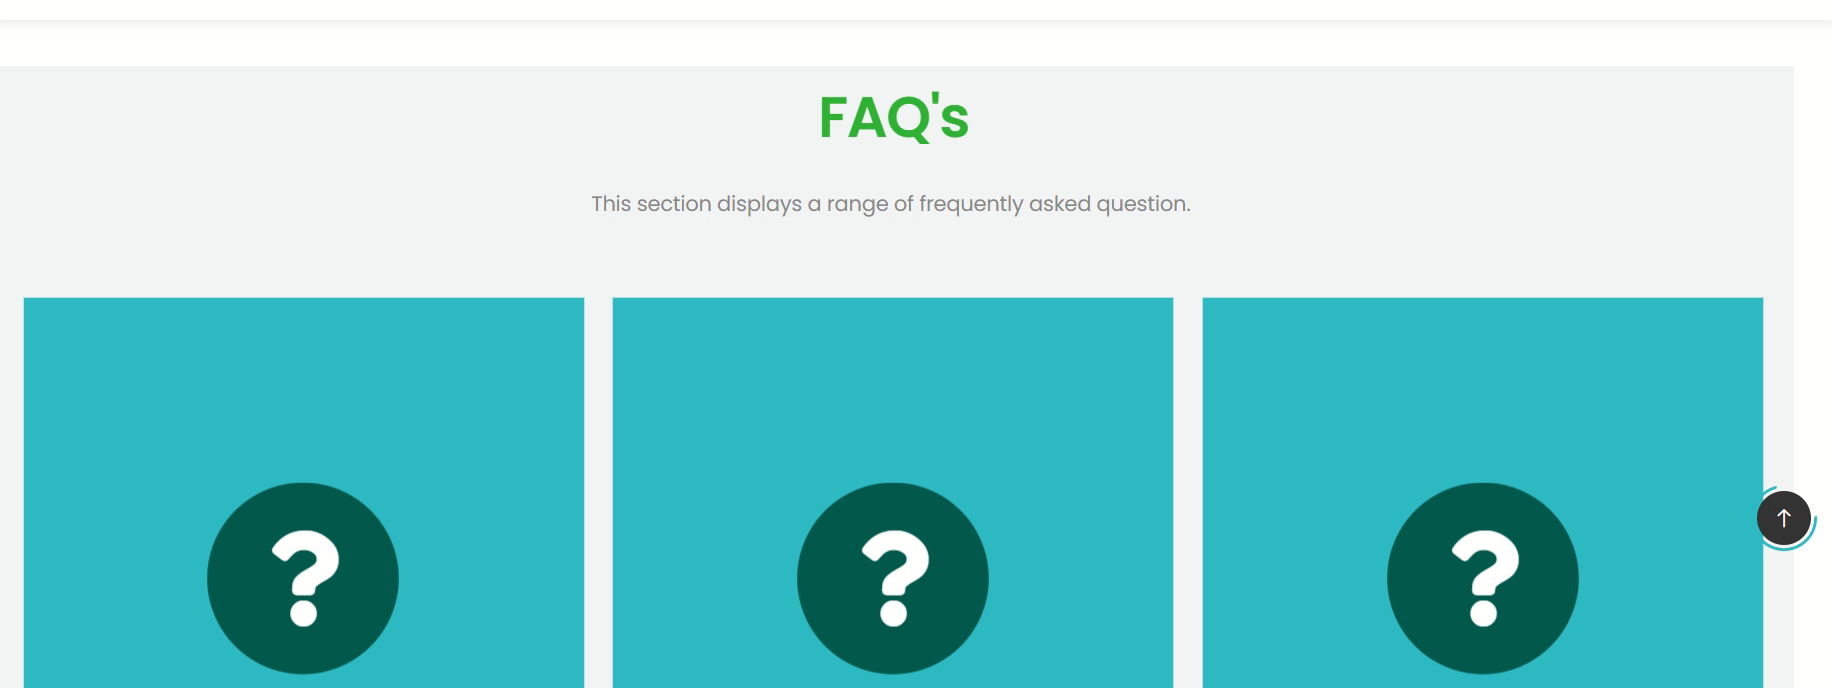 FAQ's
This section displays a range of frequently asked question.
?
?
?